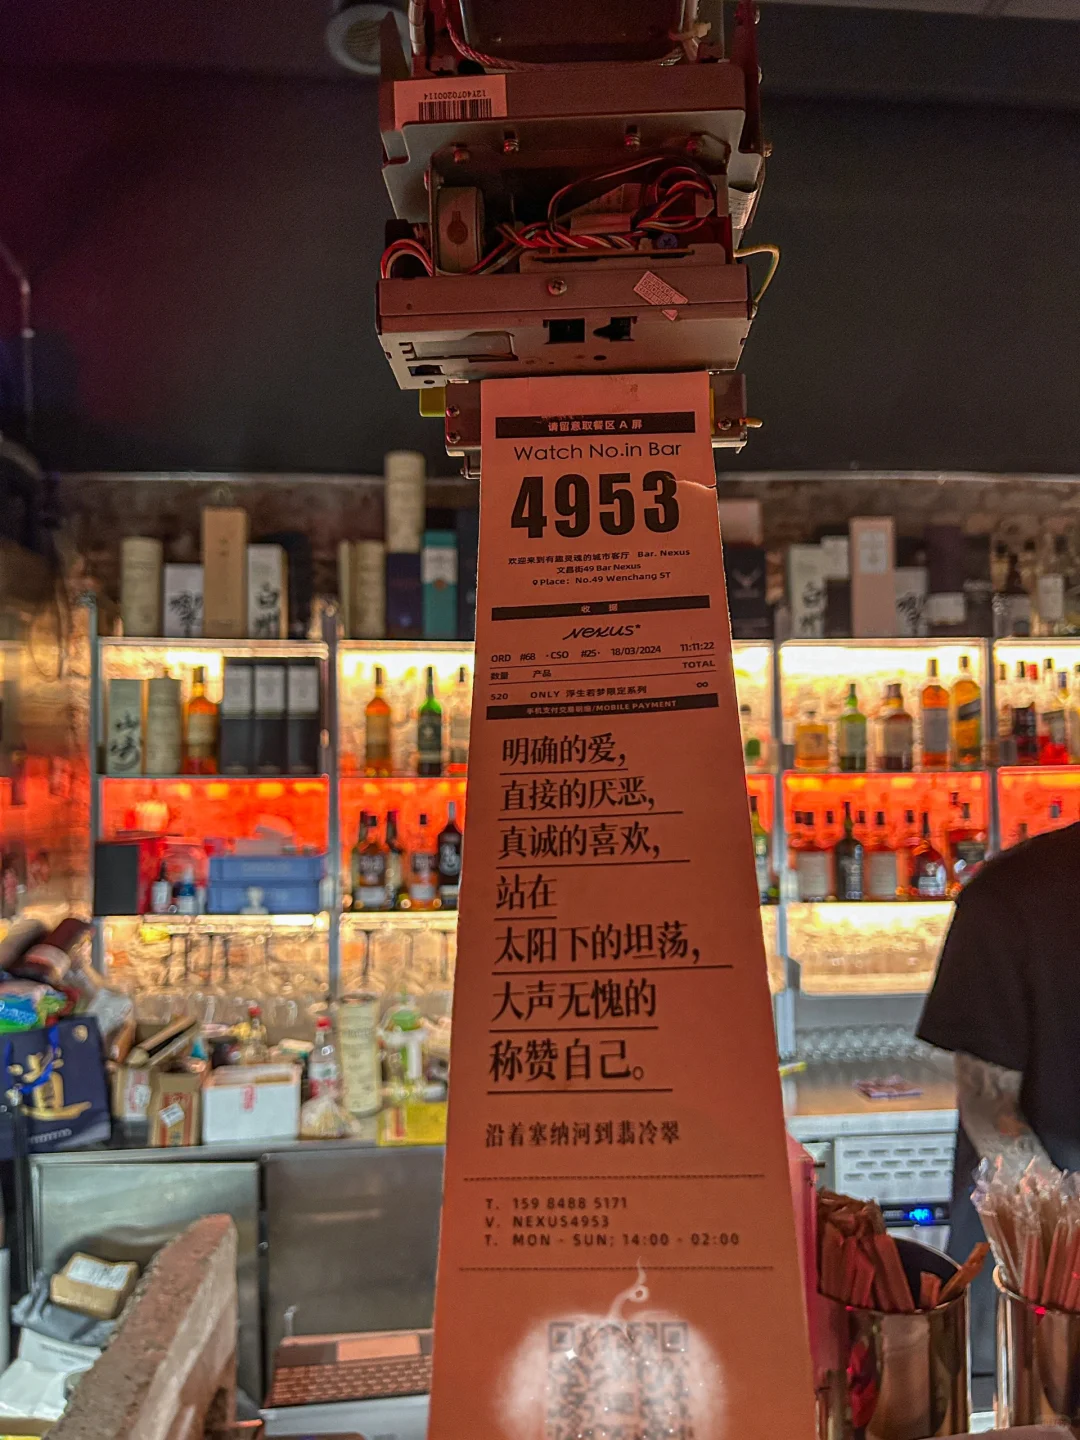 12Y4070200114
请留意取餐区 A 屏
Watch No.in Bar
4953
欢迎来到有趣灵魂的城市客厅 Bar. Nexus
文昌街49 Bar Nexus
Place: No.49 Wenchang ST
收 据
Nexus*
ORD #68 ·CSO #25· 18/03/2024 11:11:22
数量 产品 TOTAL
520 ONLY 浮生若梦限定系列 ∞
手机支付交易明细/MOBILE PAYMENT
明确的爱，
直接的厌恶，
真诚的喜欢，
站在
太阳下的坦荡，
大声无愧的
称赞自己。
沿着塞纳河到翡冷翠
T. 159 8488 5171
V. NEXUS4953
T. MON - SUN; 14:00 - 02:00
白州
山崎